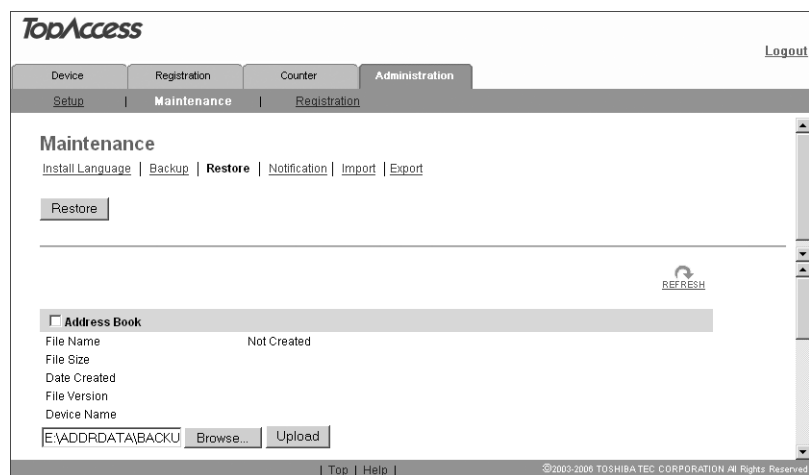 TopAccess
Logout
Device Registration Counter Administration
Setup | Maintenance | Registration
Maintenance
Install Language | Backup | Restore | Notification | Import | Export
Restore
REFRESH
Address Book
File Name Not Created
File Size
Date Created
File Version
Device Name
E:\ADDRDATA\BACKU Browse... Upload
| Top | Help | ©2003-2006 TOSHIBA TEC CORPORATION All Rights Reserved